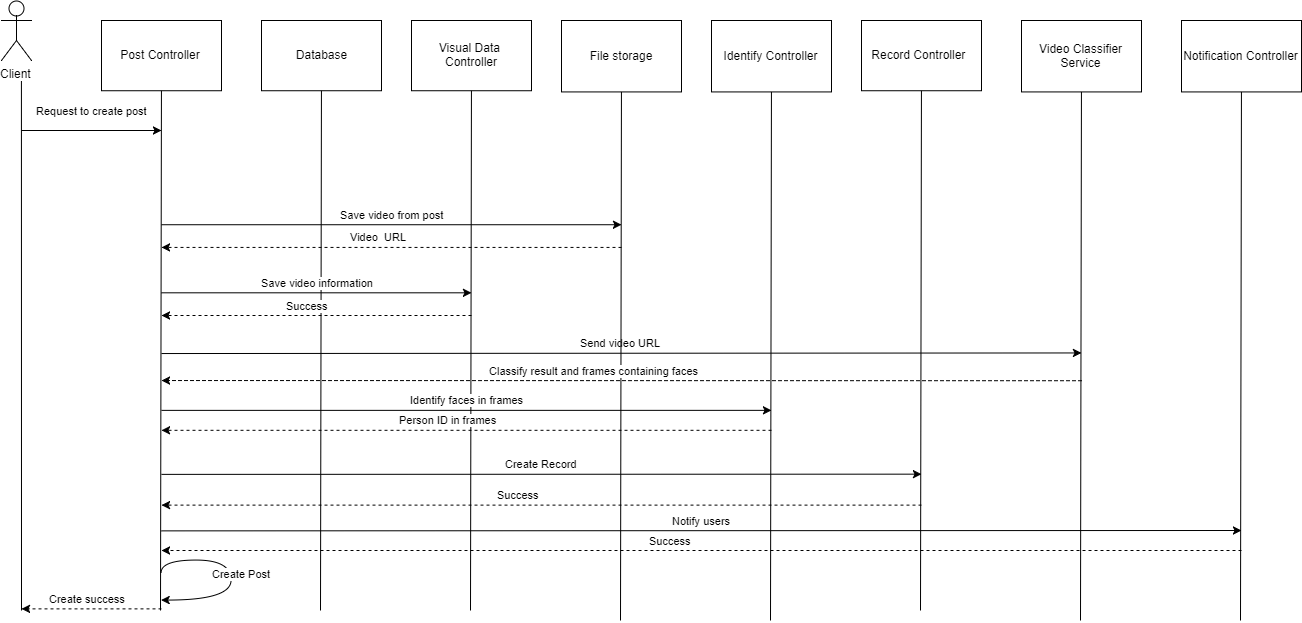 Client
Post Controller
Database
Visual Data
Controller
File storage
Identify Controller
Record Controller
Video Classifier
Service
Notification Controller
Request to create post
Save video from post
Video URL
Save video information
Success
Send video URL
Classify result and frames containing faces
Identify faces in frames
Person ID in frames
Create Record
Success
Notify users
Success
Create Post
Create success